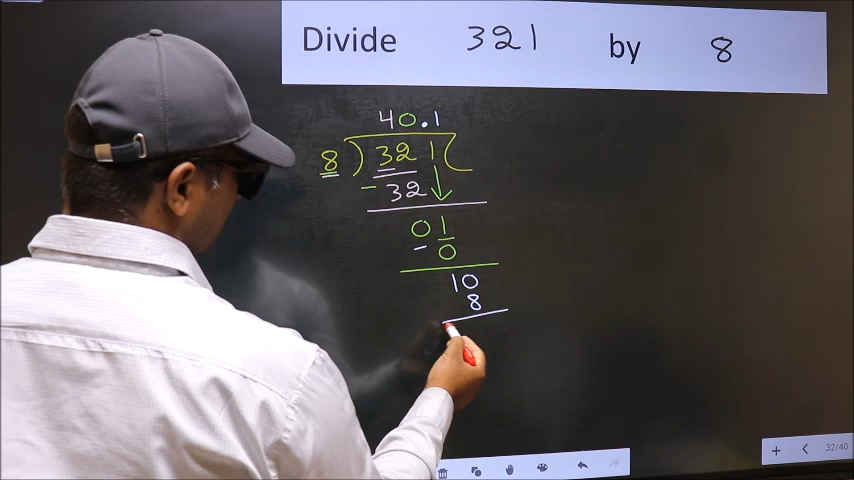 Divide 321 by 8
40.1
8 ) 321 (
- 32 ↓
01
- 0
10
8
+ < 32/40